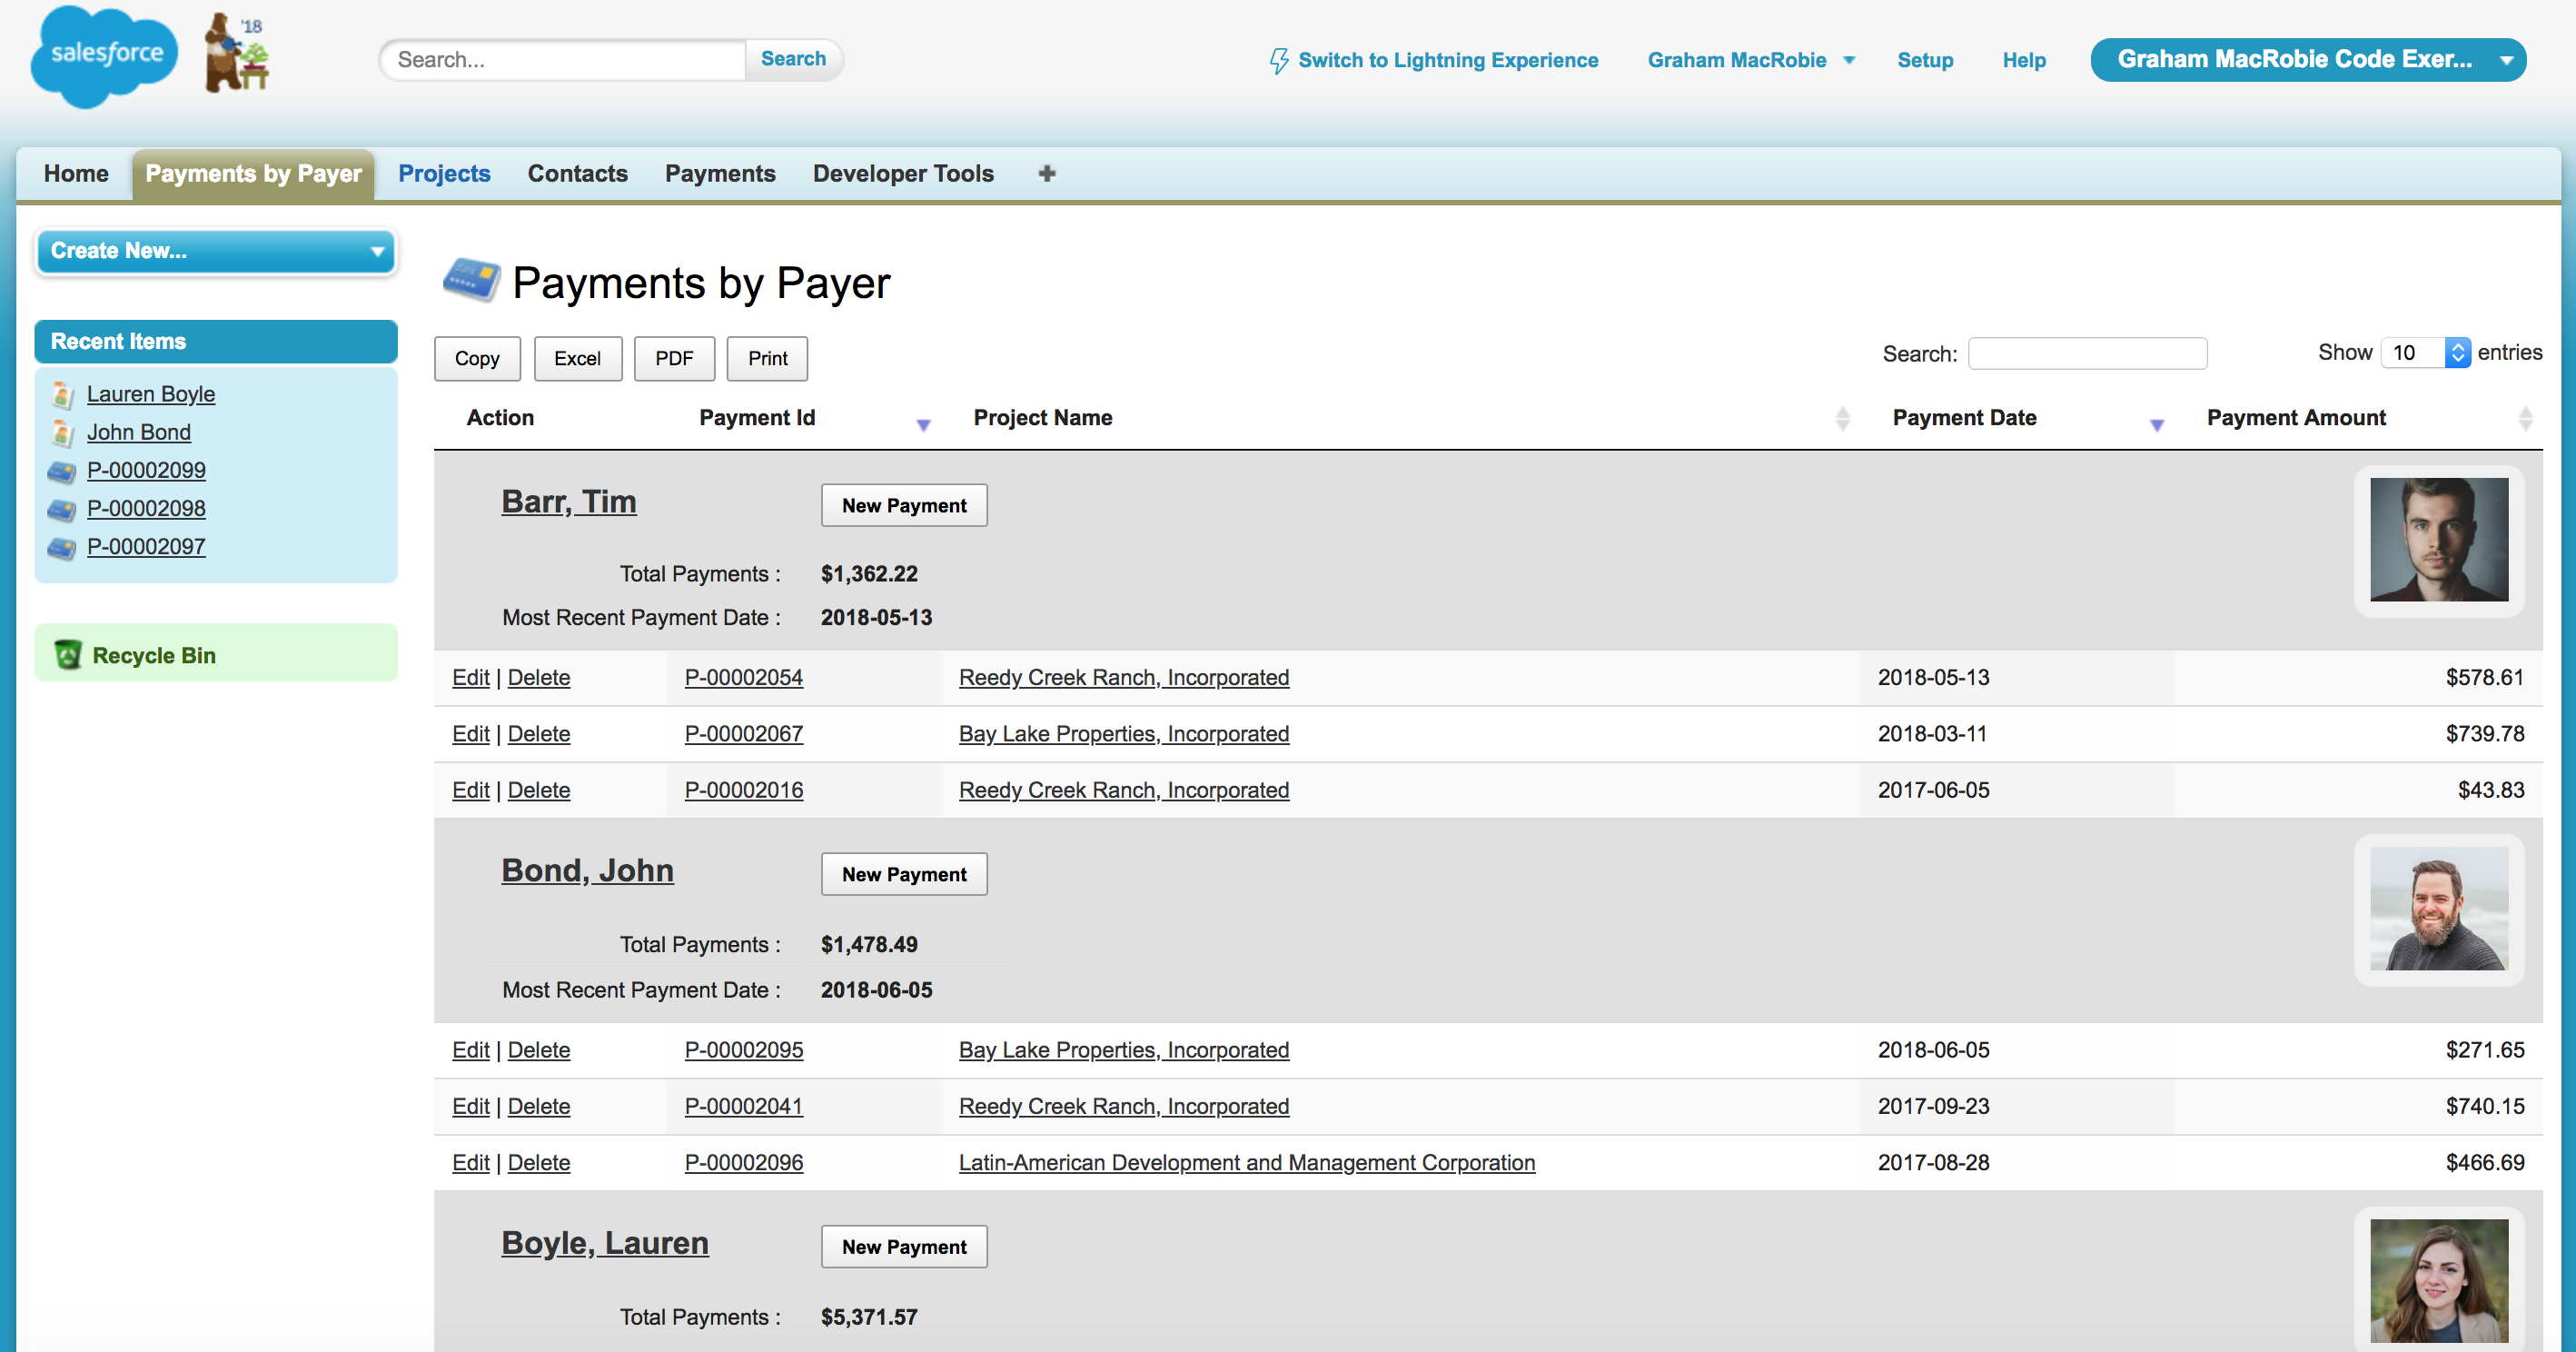 salesforce
'18
Search...
Search
Switch to Lightning Experience
Graham MacRobie
Setup
Help
Graham MacRobie Code Exer...
Home
Payments by Payer
Projects
Contacts
Payments
Developer Tools
+
Create New...
Recent Items
Lauren Boyle
John Bond
P-00002099
P-00002098
P-00002097
Recycle Bin
Payments by Payer
Copy
Excel
PDF
Print
Search:
Show 10 entries
Action Payment Id Project Name Payment Date Payment Amount
Barr, Tim
New Payment
Total Payments : $1,362.22
Most Recent Payment Date : 2018-05-13
Edit | Delete P-00002054 Reedy Creek Ranch, Incorporated 2018-05-13 $578.61
Edit | Delete P-00002067 Bay Lake Properties, Incorporated 2018-03-11 $739.78
Edit | Delete P-00002016 Reedy Creek Ranch, Incorporated 2017-06-05 $43.83
Bond, John
New Payment
Total Payments : $1,478.49
Most Recent Payment Date : 2018-06-05
Edit | Delete P-00002095 Bay Lake Properties, Incorporated 2018-06-05 $271.65
Edit | Delete P-00002041 Reedy Creek Ranch, Incorporated 2017-09-23 $740.15
Edit | Delete P-00002096 Latin-American Development and Management Corporation 2017-08-28 $466.69
Boyle, Lauren
New Payment
Total Payments : $5,371.57